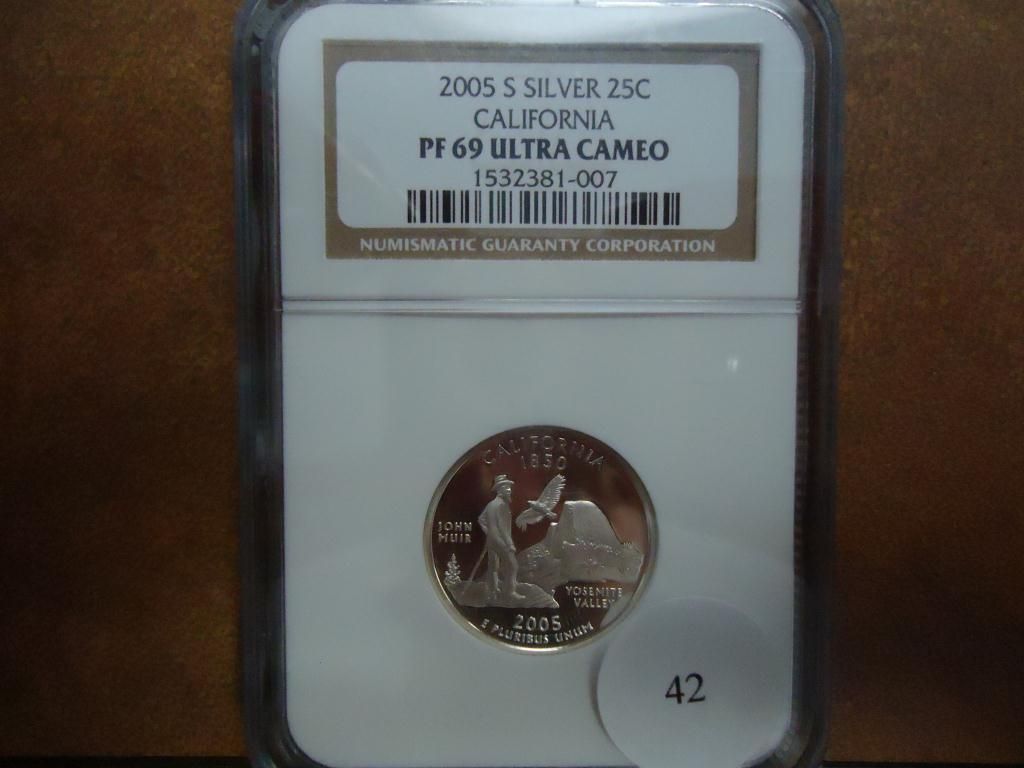 2005 S SILVER 25C
CALIFORNIA
PF 69 ULTRA CAMEO
1532381-007
NUMISMATIC GUARANTY CORPORATION
CALIFORNIA
1850
JOHN
MUIR
YOSEMITE
VALLEY
2005
E PLURIBUS UNUM
42